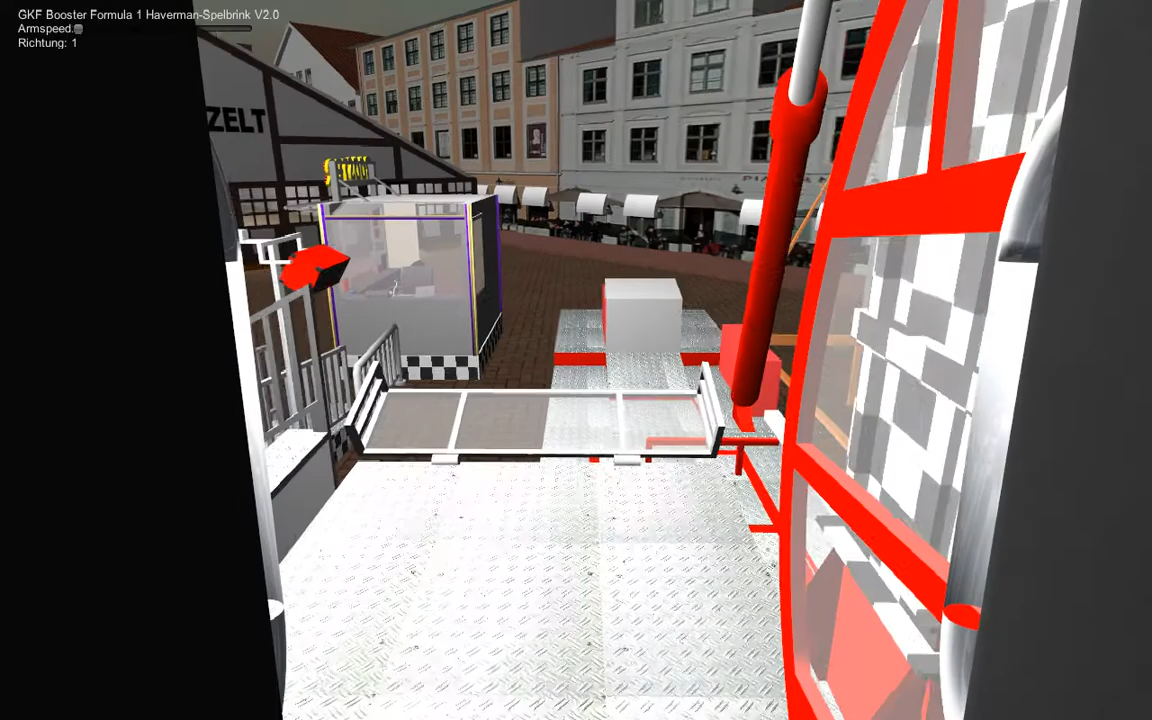 GKF Booster Formula 1 Haverman-Spelbrink V2.0
Armspeed.
Richtung: 1
ZELT